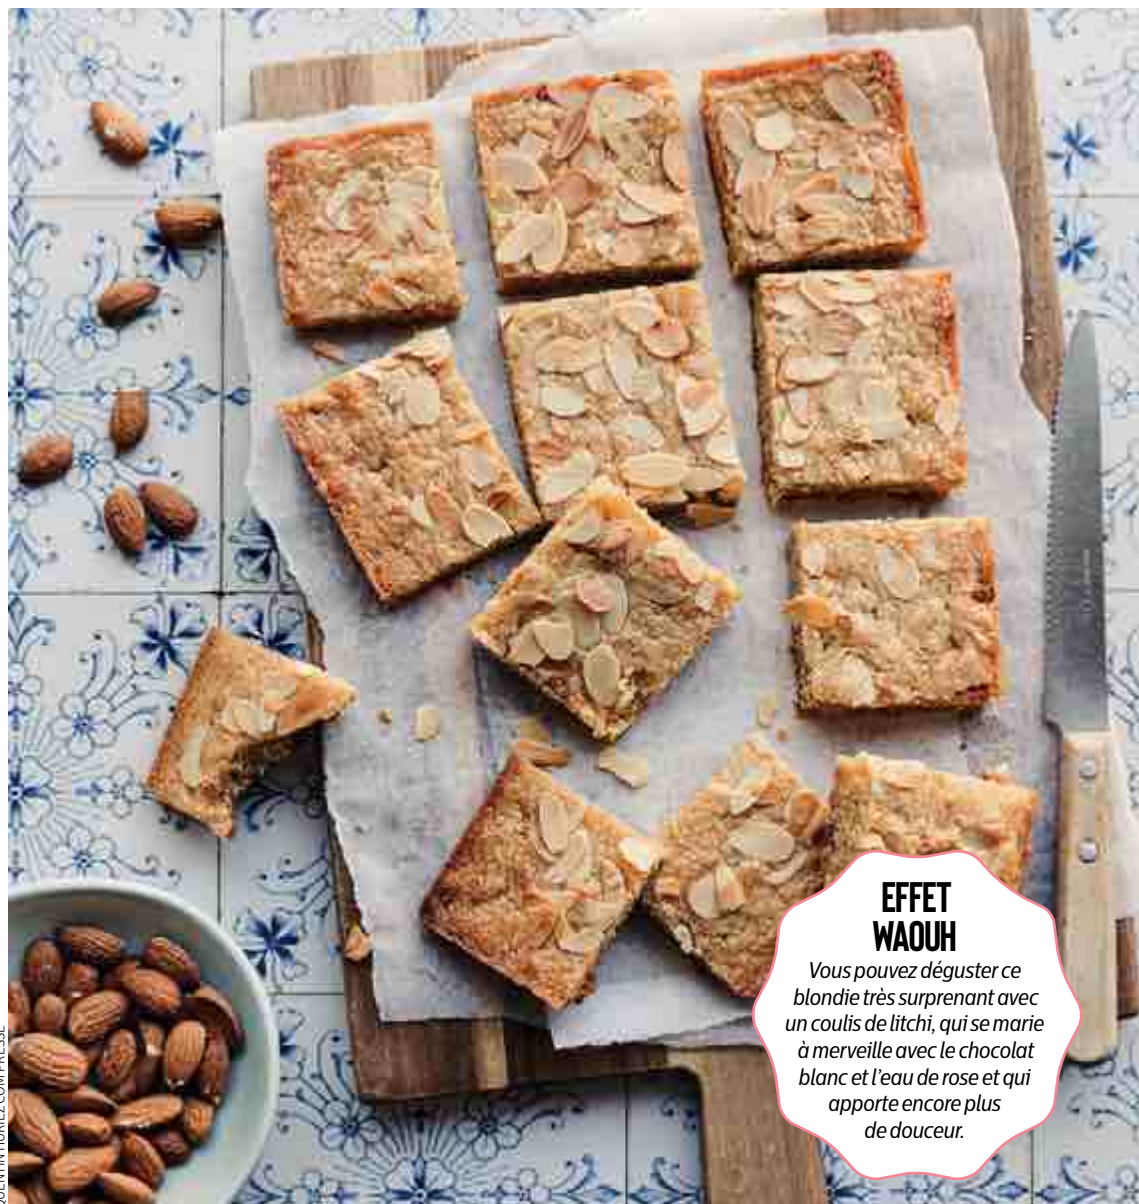 EFFET
WAOUH
Vous pouvez déguster ce
blondie très surprenant avec
un coulis de litchi, qui se marie
à merveille avec le chocolat
blanc et l'eau de rose et qui
apporte encore plus
de douceur.